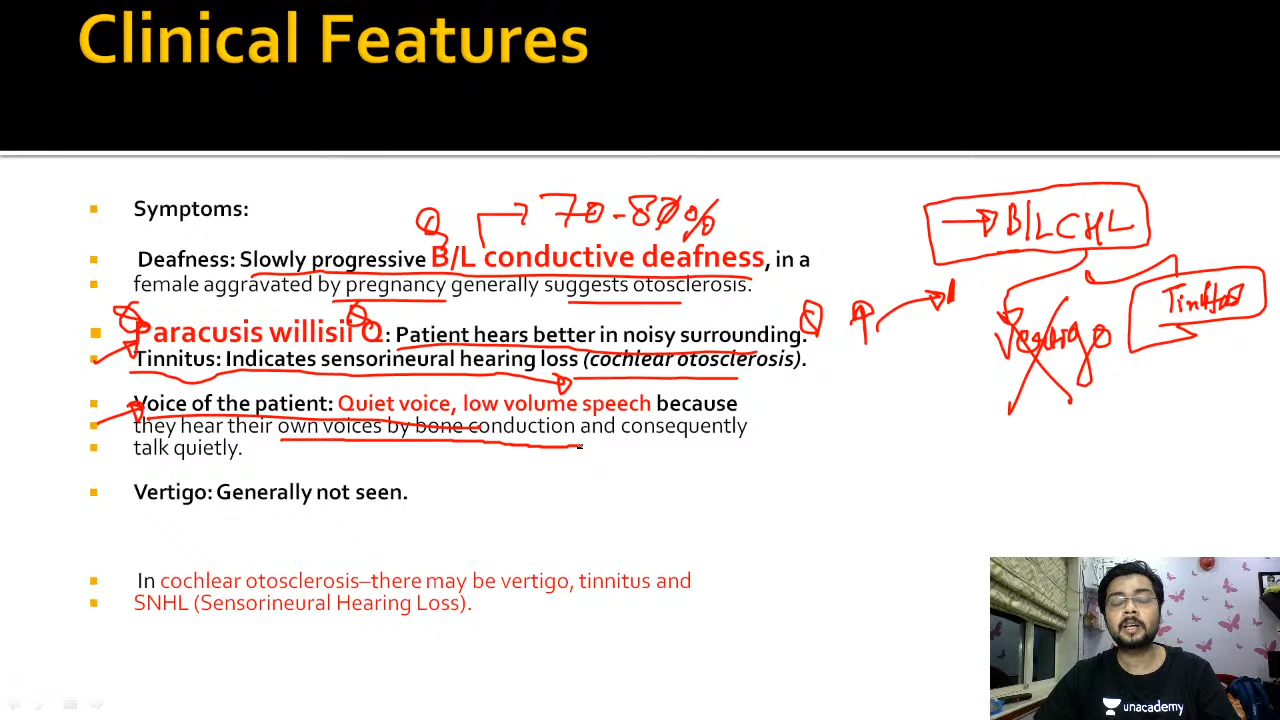 Clinical Features
Symptoms:
70-80%
Q
→ B/L CHL
Deafness: Slowly progressive B/L conductive deafness, in a
female aggravated by pregnancy generally suggests otosclerosis.
Tinnitus
Vertigo
Paracusis willisii Q: Patient hears better in noisy surrounding.
Tinnitus: Indicates sensorineural hearing loss (cochlear otosclerosis).
Voice of the patient: Quiet voice, low volume speech because
they hear their own voices by bone conduction and consequently
talk quietly.
Vertigo: Generally not seen.
In cochlear otosclerosis–there may be vertigo, tinnitus and
SNHL (Sensorineural Hearing Loss).
unacademy